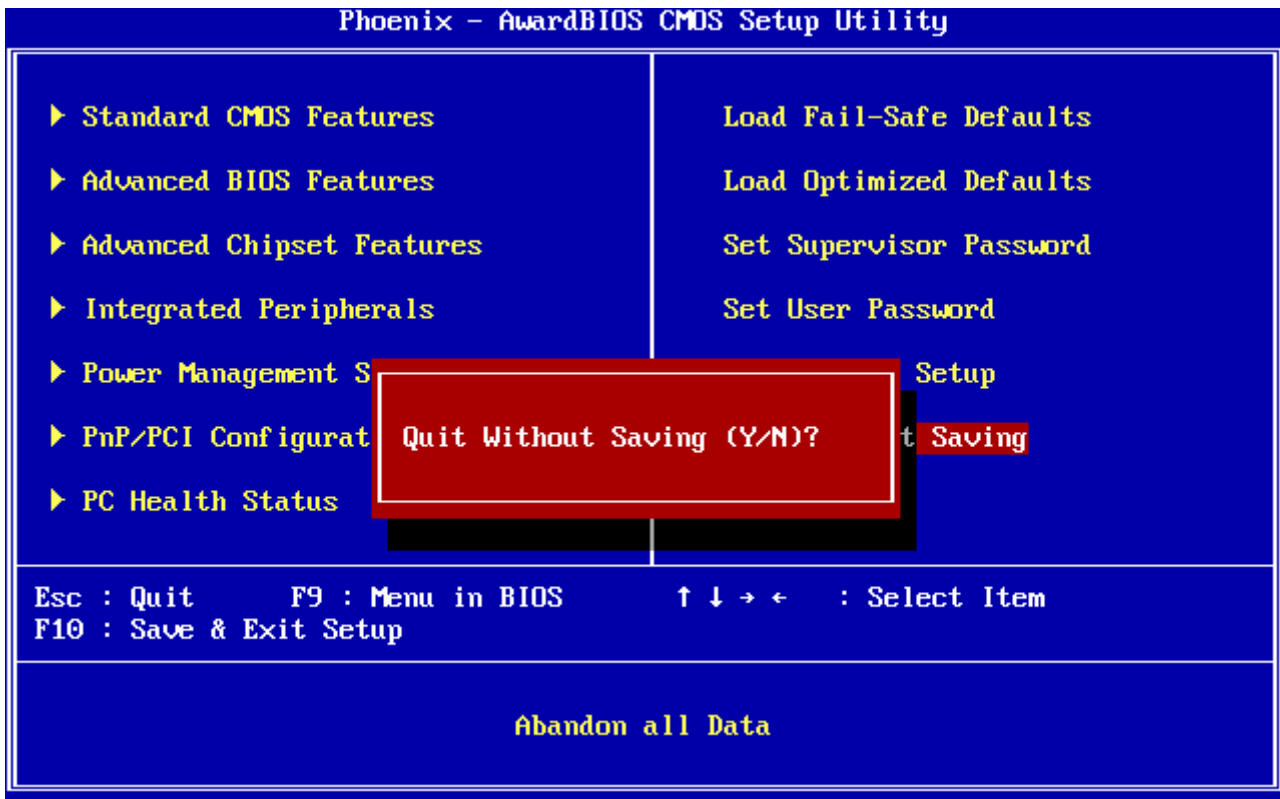 Phoenix - AwardBIOS CMOS Setup Utility
Standard CMOS Features
Advanced BIOS Features
Advanced Chipset Features
Integrated Peripherals
Power Management S
PnP/PCI Configurat
PC Health Status
Load Fail-Safe Defaults
Load Optimized Defaults
Set Supervisor Password
Set User Password
Setup
t Saving
Quit Without Saving (Y/N)?
Esc : Quit F9 : Menu in BIOS ↑ ↓ → ← : Select Item
F10 : Save & Exit Setup
Abandon all Data